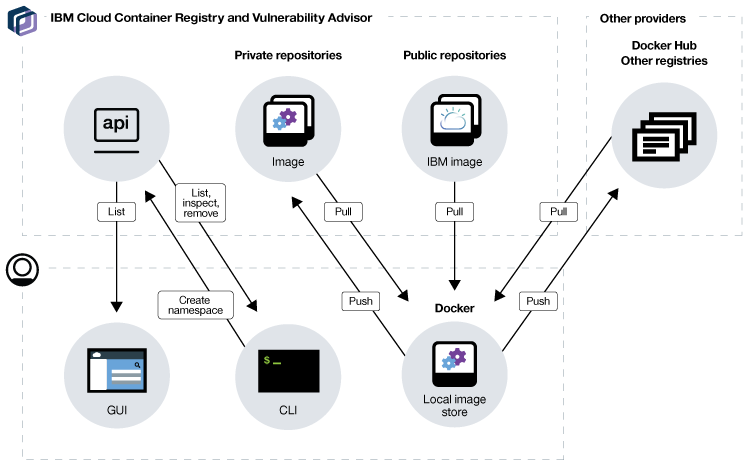 IBM Cloud Container Registry and Vulnerability Advisor
Other providers
Private repositories
Public repositories
Docker Hub
Other registries
api
Image
IBM image
List
List,
inspect,
remove
Pull
Pull
Pull
Create
namespace
Push
Push
Docker
$ _
GUI
CLI
Local image
store